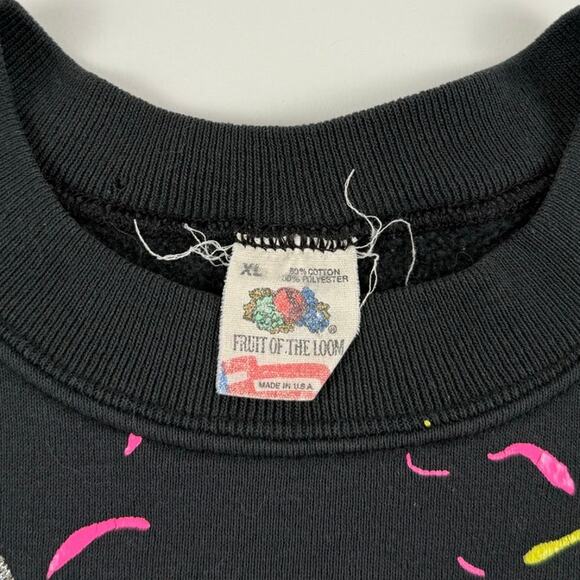 XL
50% COTTON
50% POLYESTER
®
FRUIT OF THE LOOM
MADE IN U.S.A.